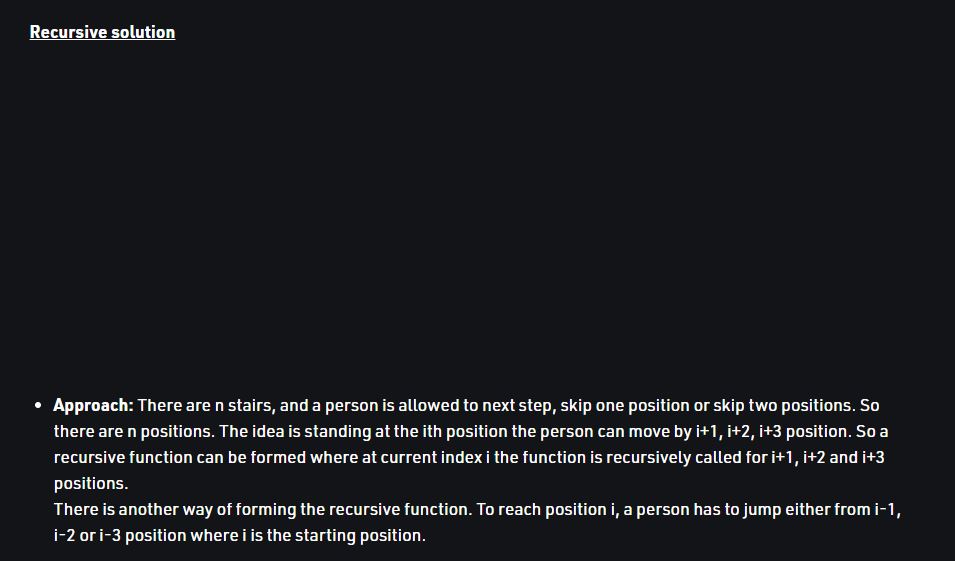 Recursive solution
• Approach: There are n stairs, and a person is allowed to next step, skip one position or skip two positions. So
there are n positions. The idea is standing at the ith position the person can move by i+1, i+2, i+3 position. So a
recursive function can be formed where at current index i the function is recursively called for i+1, i+2 and i+3
positions.
There is another way of forming the recursive function. To reach position i, a person has to jump either from i-1,
i-2 or i-3 position where i is the starting position.